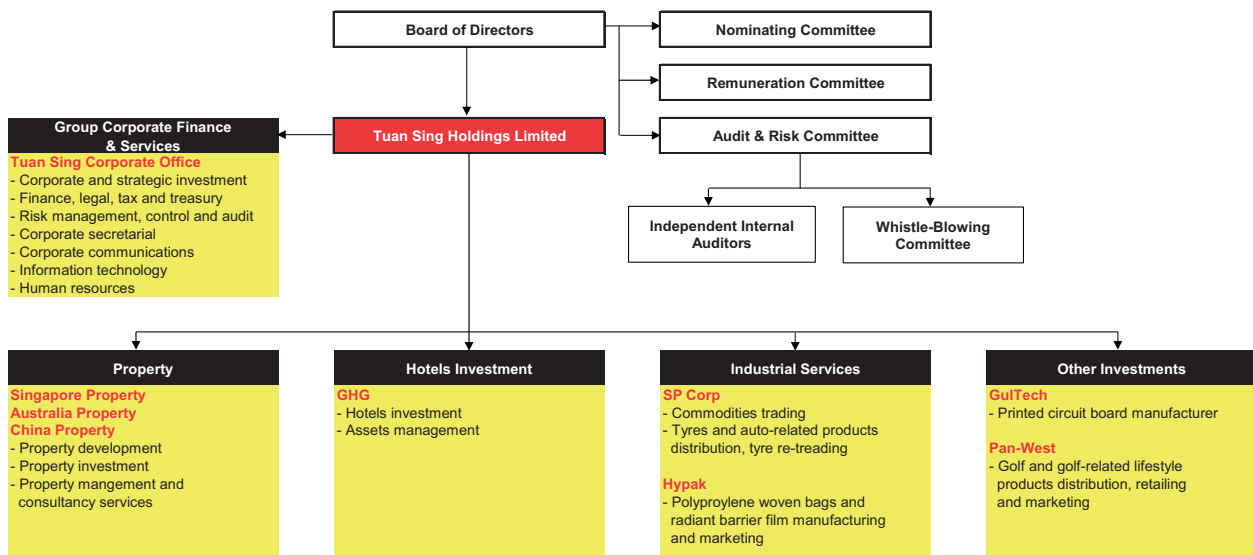 Board of Directors
Nominating Committee
Remuneration Committee
Audit & Risk Committee
Tuan Sing Holdings Limited
Group Corporate Finance
& Services
Tuan Sing Corporate Office
- Corporate and strategic investment
- Finance, legal, tax and treasury
- Risk management, control and audit
- Corporate secretarial
- Corporate communications
- Information technology
- Human resources
Independent Internal
Auditors
Whistle-Blowing
Committee
Property
Singapore Property
Australia Property
China Property
- Property development
- Property investment
- Property mangement and
consultancy services
Hotels Investment
GHG
- Hotels investment
- Assets management
Industrial Services
SP Corp
- Commodities trading
- Tyres and auto-related products
distribution, tyre re-treading
Hypak
- Polyproylene woven bags and
radiant barrier film manufacturing
and marketing
Other Investments
GulTech
- Printed circuit board manufacturer
Pan-West
- Golf and golf-related lifestyle
products distribution, retailing
and marketing